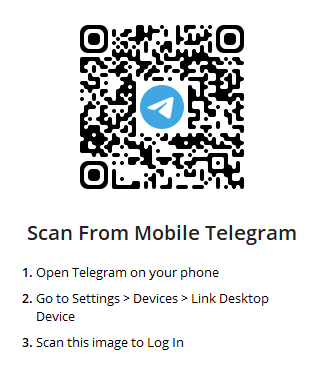 Scan From Mobile Telegram
1. Open Telegram on your phone
2. Go to Settings > Devices > Link Desktop
Device
3. Scan this image to Log In